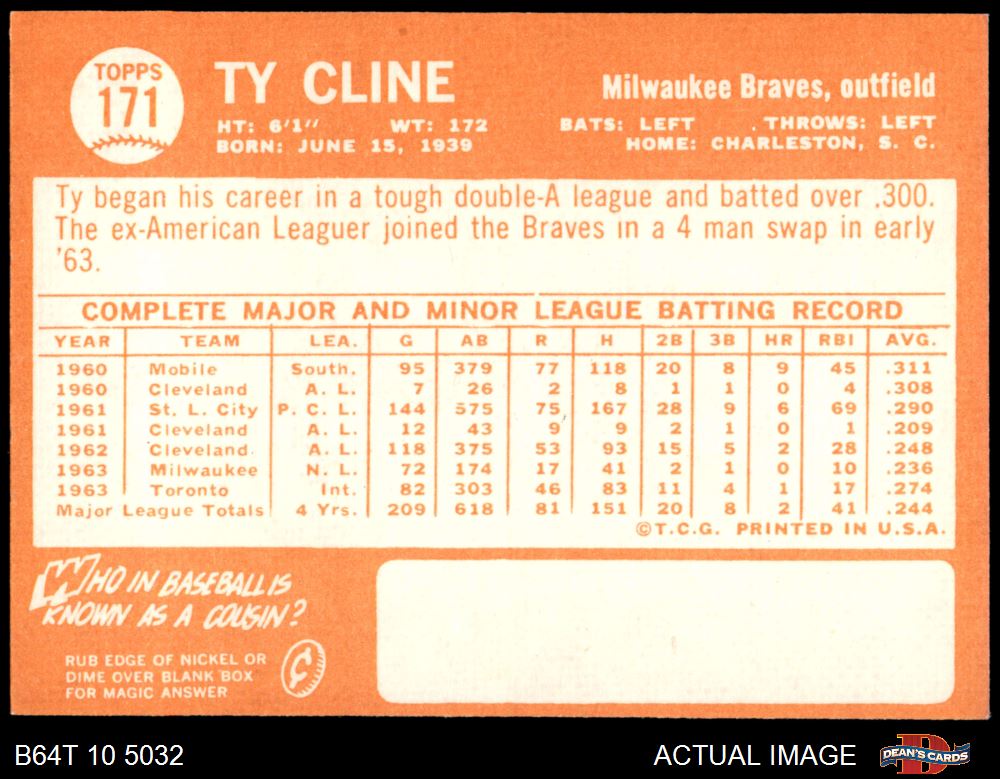 TOPPS
171
TY CLINE
Milwaukee Braves, outfield
HT: 6'1" WT: 172
BATS: LEFT THROWS: LEFT
BORN: JUNE 15, 1939
HOME: CHARLESTON, S. C.
Ty began his career in a tough double-A league and batted over .300.
The ex-American Leaguer joined the Braves in a 4 man swap in early
'63.
COMPLETE MAJOR AND MINOR LEAGUE BATTING RECORD
YEAR TEAM LEA. G AB R H 2B 3B HR RBI AVG.
1960 Mobile South. 95 379 77 118 20 8 9 45 .311
1960 Cleveland A. L. 7 26 2 8 1 1 0 4 .308
1961 St. L. City P. C. L. 144 575 75 167 28 9 6 69 .290
1961 Cleveland A. L. 12 43 9 9 2 1 0 1 .209
1962 Cleveland A. L. 118 375 53 93 15 5 2 28 .248
1963 Milwaukee N. L. 72 174 17 41 2 1 0 10 .236
1963 Toronto Int. 82 303 46 83 11 4 1 17 .274
Major League Totals 4 Yrs. 209 618 81 151 20 8 2 41 .244
©T.C.G. PRINTED IN U.S.A.
WHO IN BASEBALL IS
KNOWN AS A COUSIN?
RUB EDGE OF NICKEL OR
DIME OVER BLANK BOX
FOR MAGIC ANSWER
¢
B64T 10 5032
ACTUAL IMAGE
DEAN'S CARDS